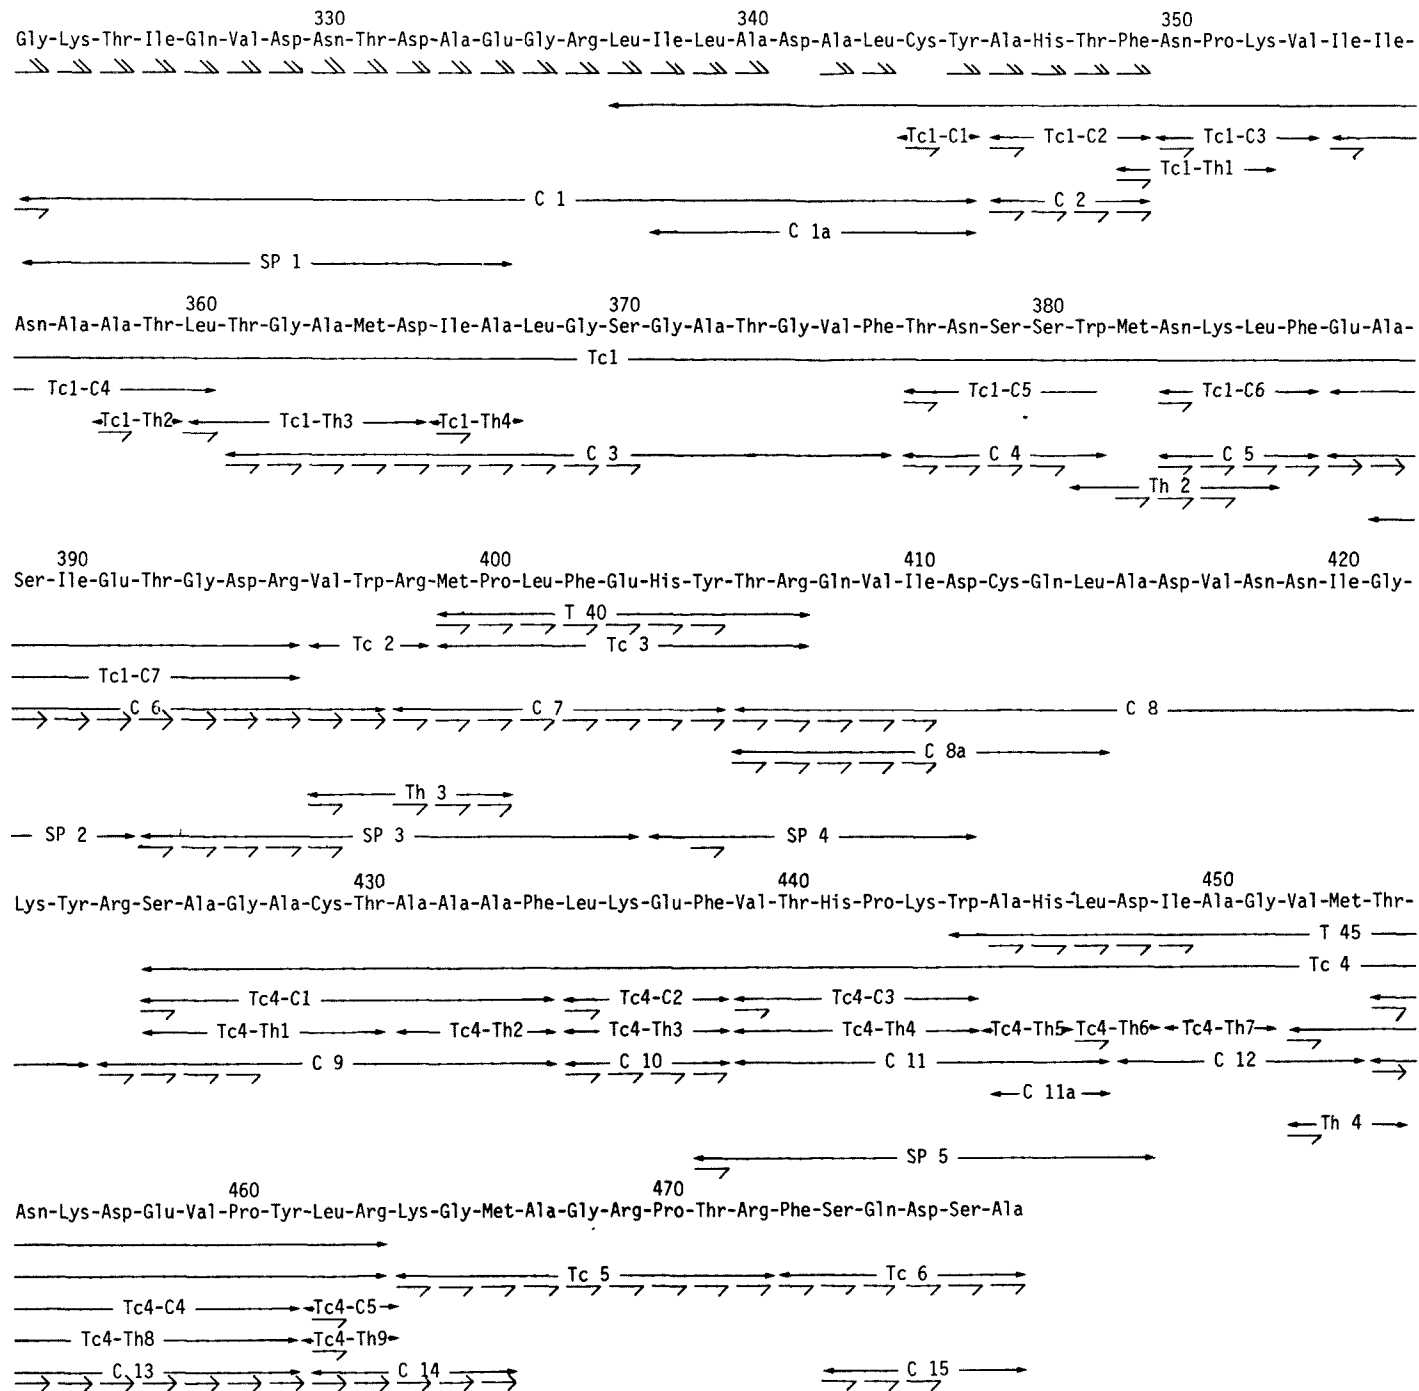 330 340 350
Gly-Lys-Thr-Ile-Gln-Val-Asp-Asn-Thr-Asp-Ala-Glu-Gly-Arg-Leu-Ile-Leu-Ala-Asp-Ala-Leu-Cys-Tyr-Ala-His-Thr-Phe-Asn-Pro-Lys-Val-Ile-Ile-
Tc1-C1 Tc1-C2 Tc1-C3
Tc1-Th1
C 1 C 2
C 1a
SP 1
360 370 380
Asn-Ala-Ala-Thr-Leu-Thr-Gly-Ala-Met-Asp-Ile-Ala-Leu-Gly-Ser-Gly-Ala-Thr-Gly-Val-Phe-Thr-Asn-Ser-Ser-Trp-Met-Asn-Lys-Leu-Phe-Glu-Ala-
Tc1
Tc1-C4 Tc1-C5 Tc1-C6
Tc1-Th2 Tc1-Th3 Tc1-Th4
C 3 C 4 C 5
Th 2
390 400 410 420
Ser-Ile-Glu-Thr-Gly-Asp-Arg-Val-Trp-Arg-Met-Pro-Leu-Phe-Glu-His-Tyr-Thr-Arg-Gln-Val-Ile-Asp-Cys-Gln-Leu-Ala-Asp-Val-Asn-Asn-Ile-Gly-
T 40
Tc 2 Tc 3
Tc1-C7
C 6 C 7 C 8
C 8a
Th 3
SP 2 SP 3 SP 4
430 440 450
Lys-Tyr-Arg-Ser-Ala-Gly-Ala-Cys-Thr-Ala-Ala-Ala-Phe-Leu-Lys-Glu-Phe-Val-Thr-His-Pro-Lys-Trp-Ala-His-Leu-Asp-Ile-Ala-Gly-Val-Met-Thr-
T 45
Tc 4
Tc4-C1 Tc4-C2 Tc4-C3
Tc4-Th1 Tc4-Th2 Tc4-Th3 Tc4-Th4 Tc4-Th5 Tc4-Th6 Tc4-Th7
C 9 C 10 C 11 C 12
C 11a
Th 4
SP 5
460 470
Asn-Lys-Asp-Glu-Val-Pro-Tyr-Leu-Arg-Lys-Gly-Met-Ala-Gly-Arg-Pro-Thr-Arg-Phe-Ser-Gln-Asp-Ser-Ala
Tc 5 Tc 6
Tc4-C4 Tc4-C5
Tc4-Th8 Tc4-Th9
C 13 C 14 C 15